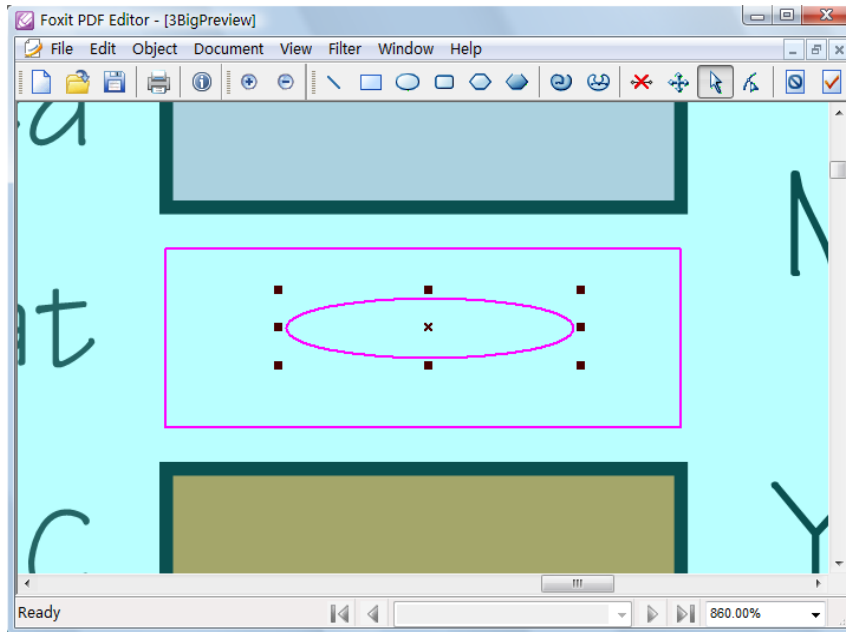 Foxit PDF Editor - [3BigPreview]
File Edit Object Document View Filter Window Help
at
C
Ready
860.00%